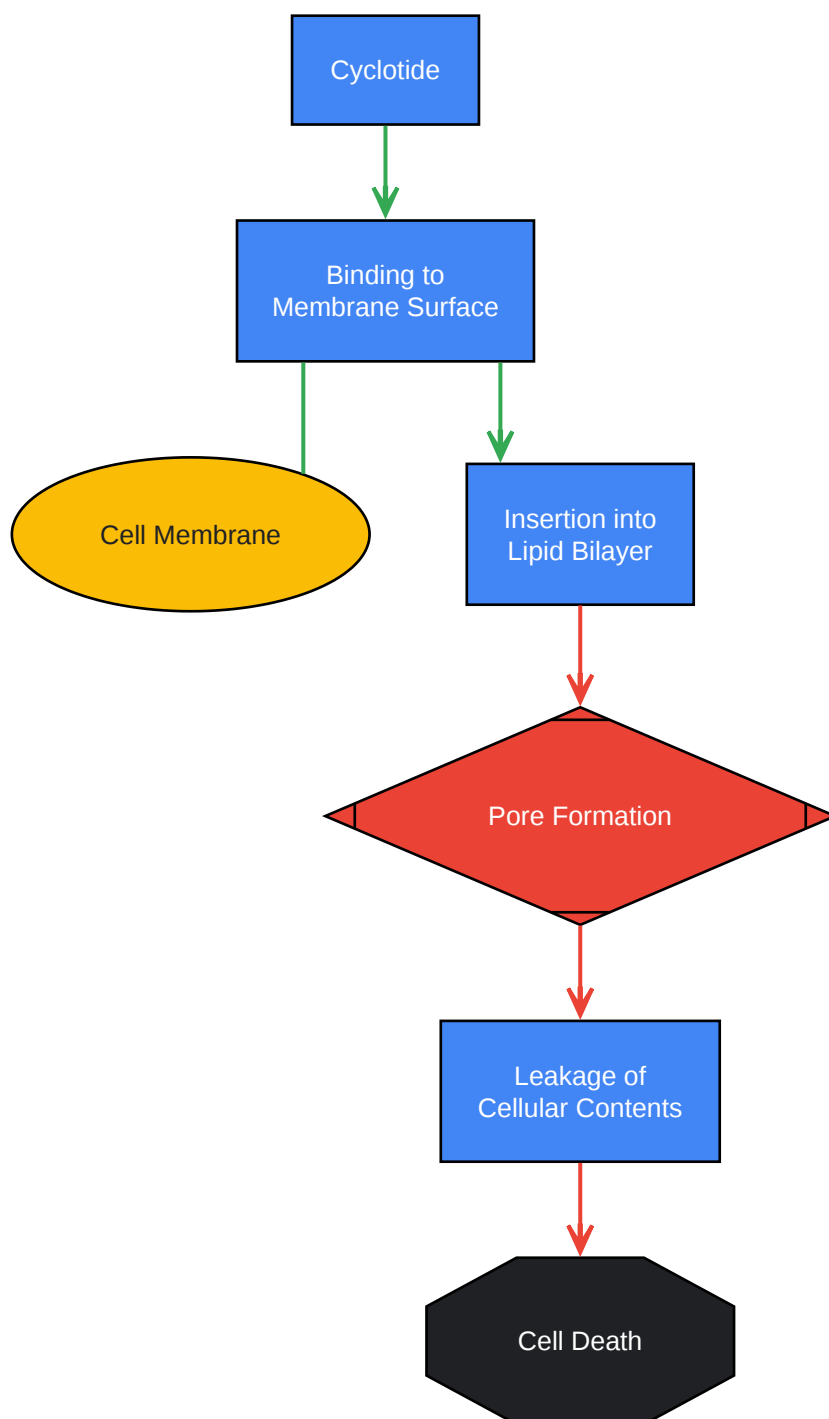 Cyclotide
Binding to
Membrane Surface
Cell Membrane
Insertion into
Lipid Bilayer
Pore Formation
Leakage of
Cellular Contents
Cell Death